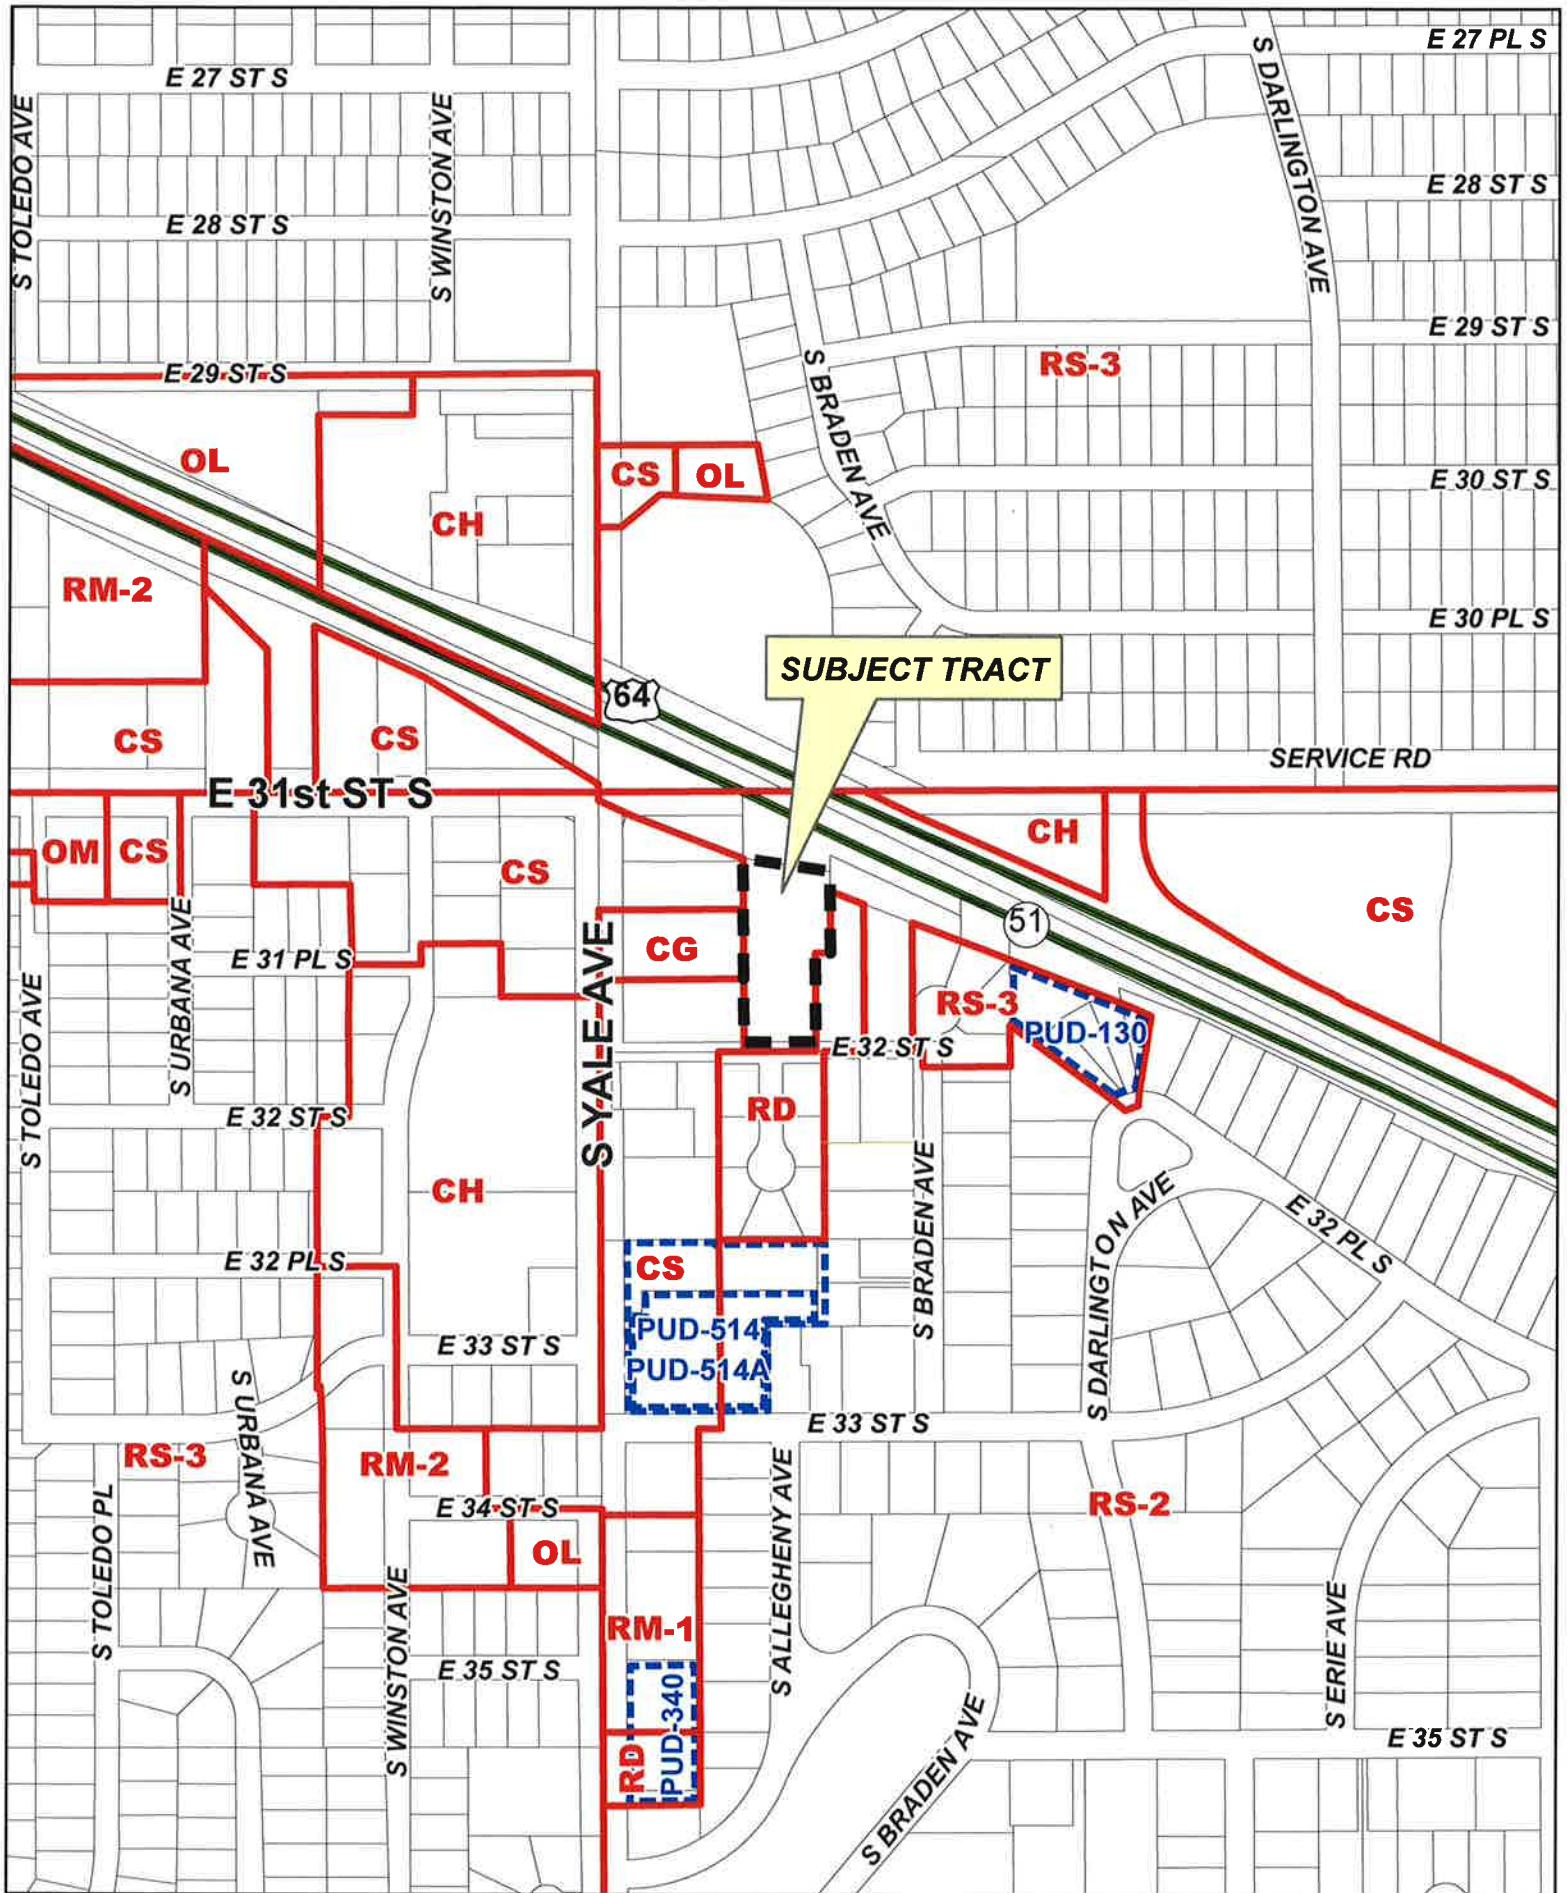 E 27 PL S
E 27 ST S
S TOLEDO AVE
S WINSTON AVE
S DARLINGTON AVE
E 28 ST S
E 28 ST S
E 29 ST S
S BRADEN AVE
RS-3
E 29 ST S
OL
CS
OL
E 30 ST S
CH
RM-2
E 30 PL S
SUBJECT TRACT
64
CS
CS
SERVICE RD
E 31st ST S
OM
CS
CS
CH
CS
51
S URBANA AVE
E 31 PL S
S YALE AVE
CG
S TOLEDO AVE
RS-3
PUD-130
E 32 ST S
RD
E 32 ST S
CH
S BRADEN AVE
S DARLINGTON AVE
E 32 PL S
E 32 PL S
CS
PUD-514
PUD-514A
E 33 ST S
S URBANA AVE
E 33 ST S
RS-3
RM-2
S TOLEDO PL
E 34 ST S
S ALLEGHENY AVE
RS-2
OL
S WINSTON AVE
RM-1
S ERIE AVE
E 35 ST S
PUD-340
RD
S BRADEN AVE
E 35 ST S